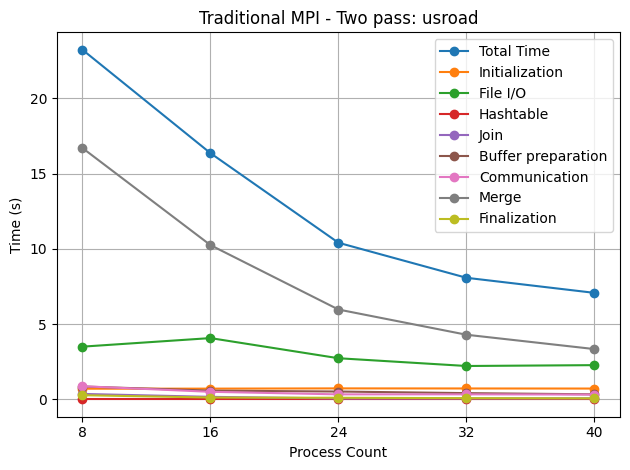 Traditional MPI - Two pass: usroad
Total Time
Initialization
File I/O
Hashtable
Join
Buffer preparation
Communication
Merge
Finalization
Time (s)
20
15
10
5
0
8 16 24 32 40
Process Count